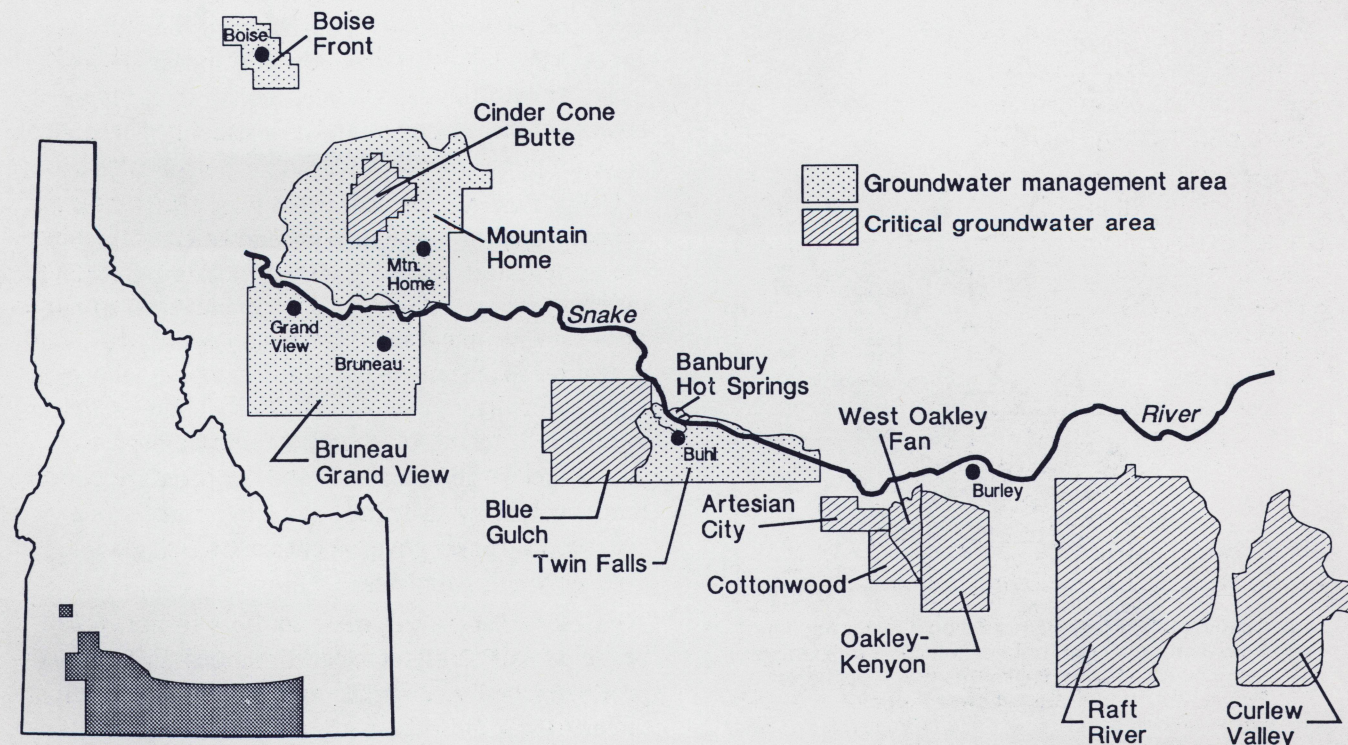 Boise
Front
Boise
Cinder Cone
Butte
Groundwater management area
Critical groundwater area
Mountain
Home
Mtn.
Home
Grand
View
Bruneau
Snake
Banbury
Hot Springs
River
West Oakley
Fan
Buhl
Burley
Bruneau
Grand View
Blue
Gulch
Artesian
City
Twin Falls
Cottonwood
Oakley-
Kenyon
Raft
River
Curlew
Valley